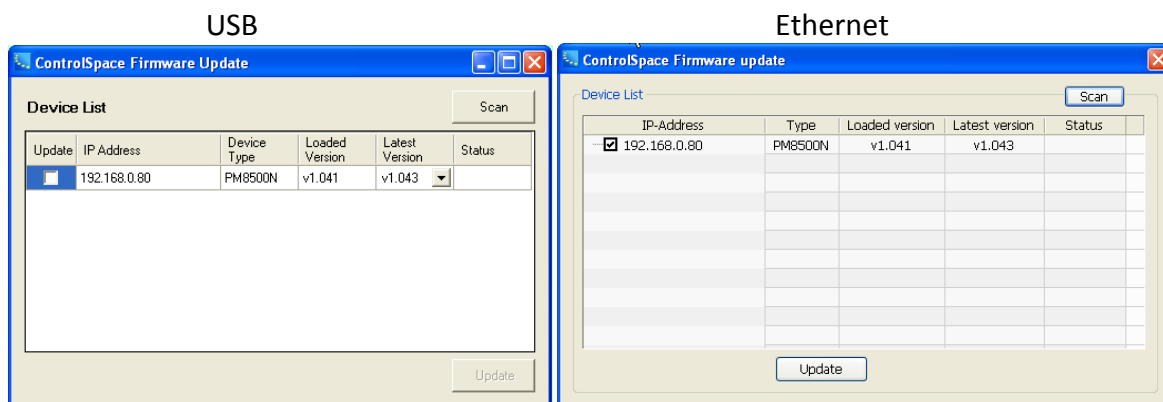 USB
Ethernet
ControlSpace Firmware Update
Device List
Scan
Update IP Address Device Type Loaded Version Latest Version Status
192.168.0.80 PM8500N v1.041 v1.043
Update
ControlSpace Firmware update
Device List
Scan
IP-Address Type Loaded version Latest version Status
192.168.0.80 PM8500N v1.041 v1.043
Update